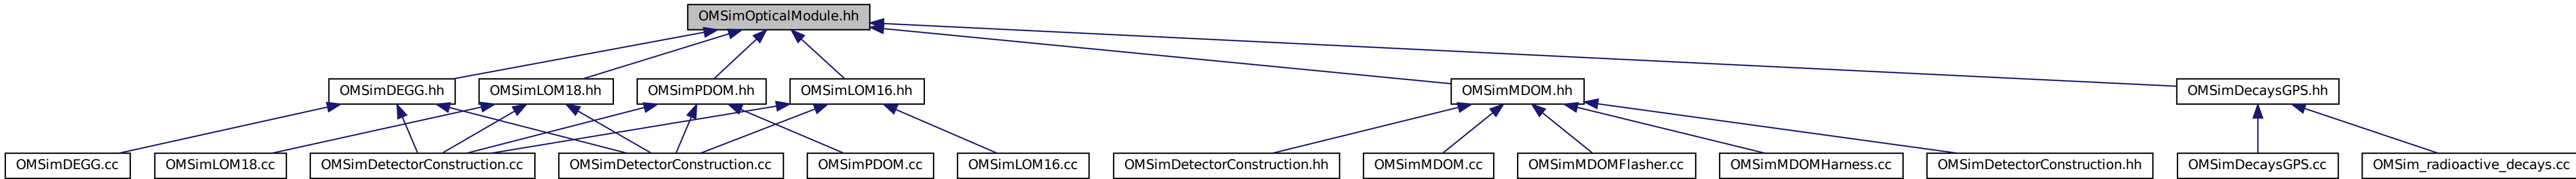 OMSimOpticalModule.hh
OMSimDEGG.hh
OMSimLOM18.hh
OMSimPDOM.hh
OMSimLOM16.hh
OMSimMDOM.hh
OMSimDecaysGPS.hh
OMSimDEGG.cc
OMSimLOM18.cc
OMSimDetectorConstruction.cc
OMSimDetectorConstruction.cc
OMSimPDOM.cc
OMSimLOM16.cc
OMSimDetectorConstruction.hh
OMSimMDOM.cc
OMSimMDOMFlasher.cc
OMSimMDOMHarness.cc
OMSimDetectorConstruction.hh
OMSimDecaysGPS.cc
OMSim_radioactive_decays.cc